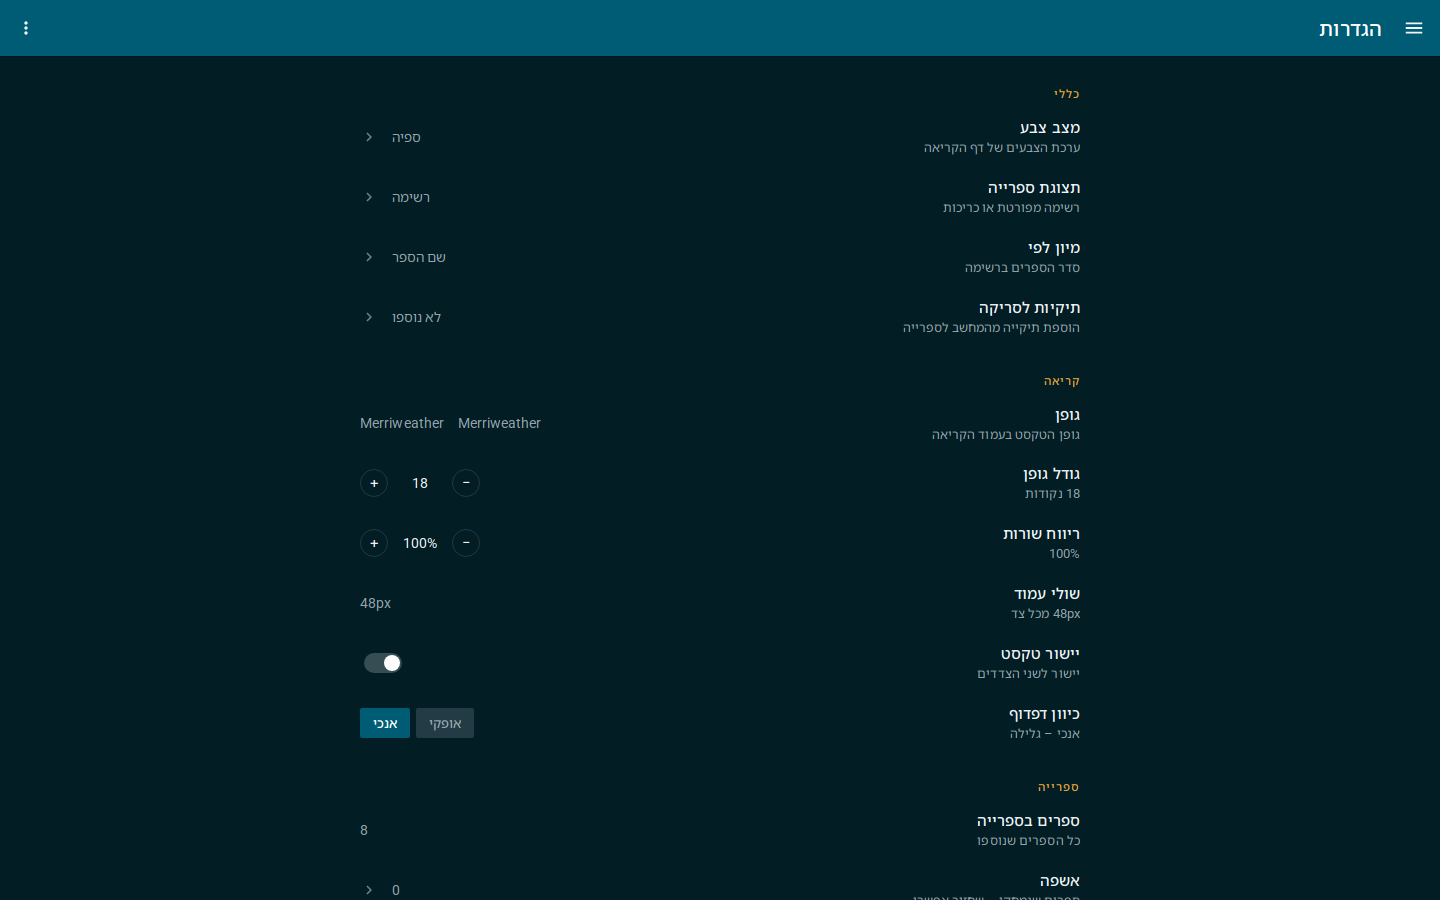 הגדרות
כללי
מצב צבע
ערכת הצבעים של דף הקריאה
ספיה
תצוגת ספרייה
רשימה מפורטת או כריכות
רשימה
מיון לפי
סדר הספרים ברשימה
שם הספר
תיקיות לסריקה
הוספת תיקייה מהמחשב לספרייה
לא נוספו
קריאה
גופן
גופן הטקסט בעמוד הקריאה
Merriweather Merriweather
גודל גופן
18 נקודות
− 18 +
ריווח שורות
100%
− 100% +
שולי עמוד
48px מכל צד
48px
יישור טקסט
יישור לשני הצדדים
כיוון דפדוף
אנכי – גלילה
אופקי אנכי
ספרייה
ספרים בספרייה
כל הספרים שנוספו
8
אשפה
0